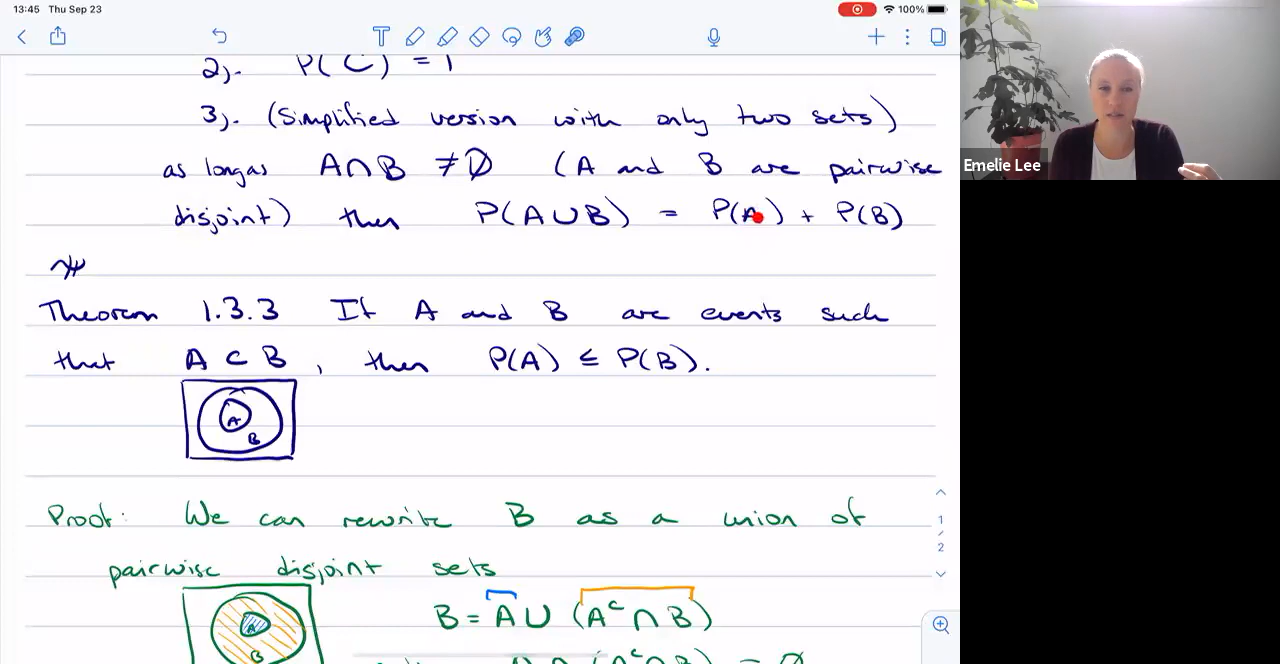 13:45 Thu Sep 23
100%
2). P(C) = 1
3). (Simplified version with only two sets)
as long as A∩B ≠ Ø (A and B are pairwise
disjoint) then P(A∪B) = P(A) + P(B)
Theorem 1.3.3 If A and B are events such
that A ⊂ B, then P(A) ≤ P(B).
A
B
Proof: We can rewrite B as a union of
pairwise disjoint sets
A
B
B = A ∪ (Aᶜ ∩ B)
A ∩ (Aᶜ∩B) = Ø
1
/
2
Emelie Lee